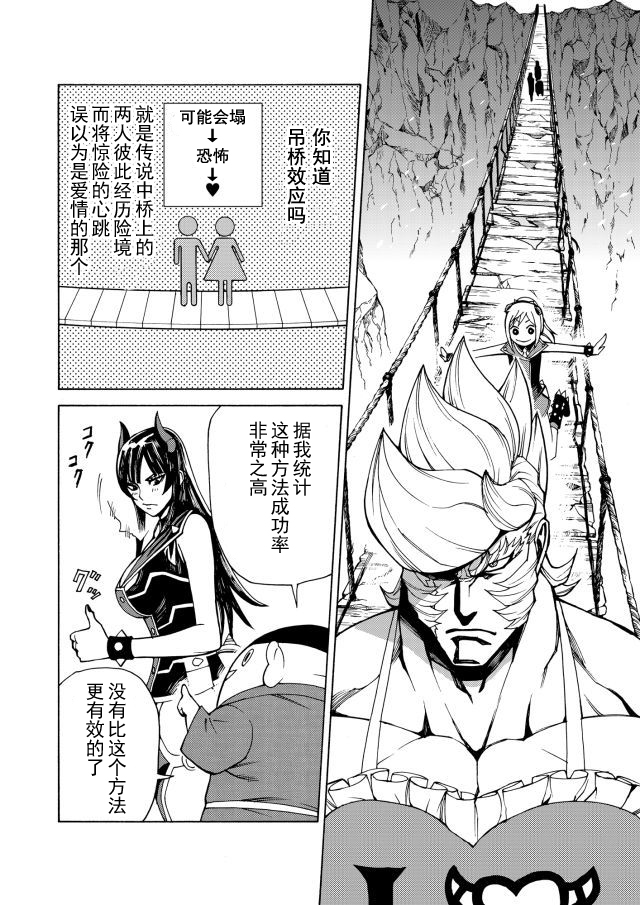 你知道
吊桥效应吗
可能会塌
↓
恐怖
↓
♥
就是传说中桥上的
两人彼此经历险境
而将惊险的心跳
误以为是爱情的那个
据我统计
这种方法成功率
非常之高
コクコク
グッ
没有比这个方法
更有效的了
I